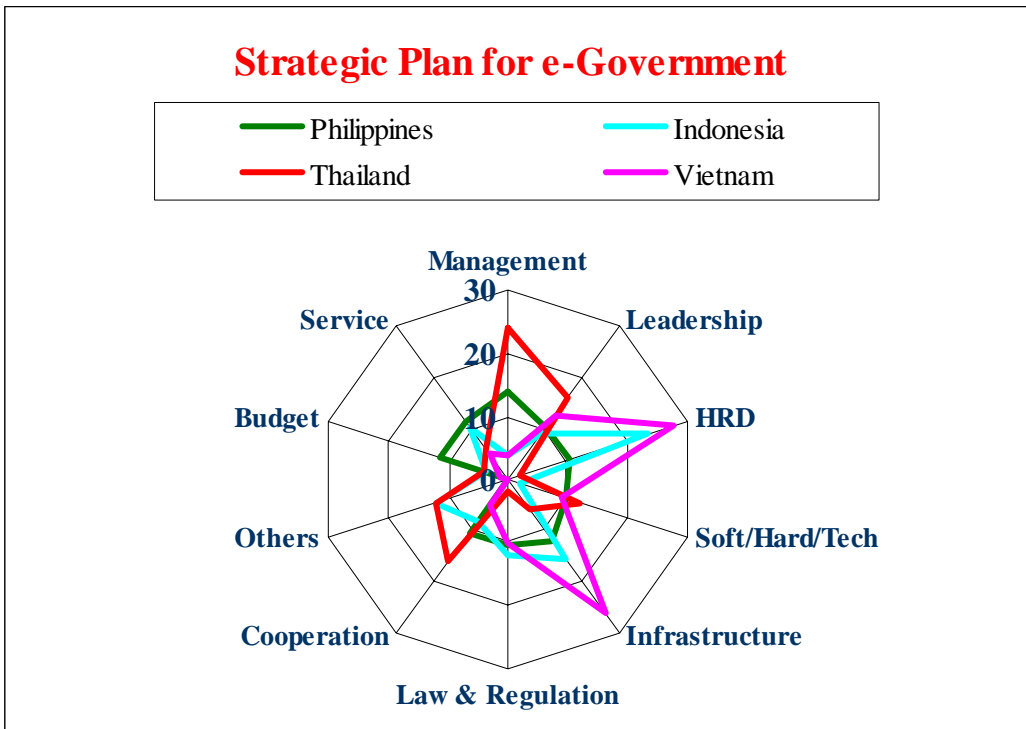 Strategic Plan for e-Government
Philippines Indonesia
Thailand Vietnam
Management
30
Service Leadership
20
Budget 10 HRD
0
Others Soft/Hard/Tech
Cooperation Infrastructure
Law & Regulation